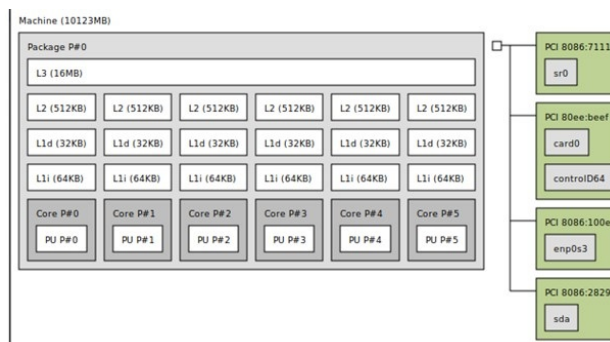 Machine (10123MB)
Package P#0
L3 (16MB)
L2 (512KB) L2 (512KB) L2 (512KB) L2 (512KB) L2 (512KB) L2 (512KB)
L1d (32KB) L1d (32KB) L1d (32KB) L1d (32KB) L1d (32KB) L1d (32KB)
L1i (64KB) L1i (64KB) L1i (64KB) L1i (64KB) L1i (64KB) L1i (64KB)
Core P#0 Core P#1 Core P#2 Core P#3 Core P#4 Core P#5
PU P#0 PU P#1 PU P#2 PU P#3 PU P#4 PU P#5
PCI 8086:7111
sr0
PCI 80ee:beef
card0
controlD64
PCI 8086:100e
enp0s3
PCI 8086:2829
sda